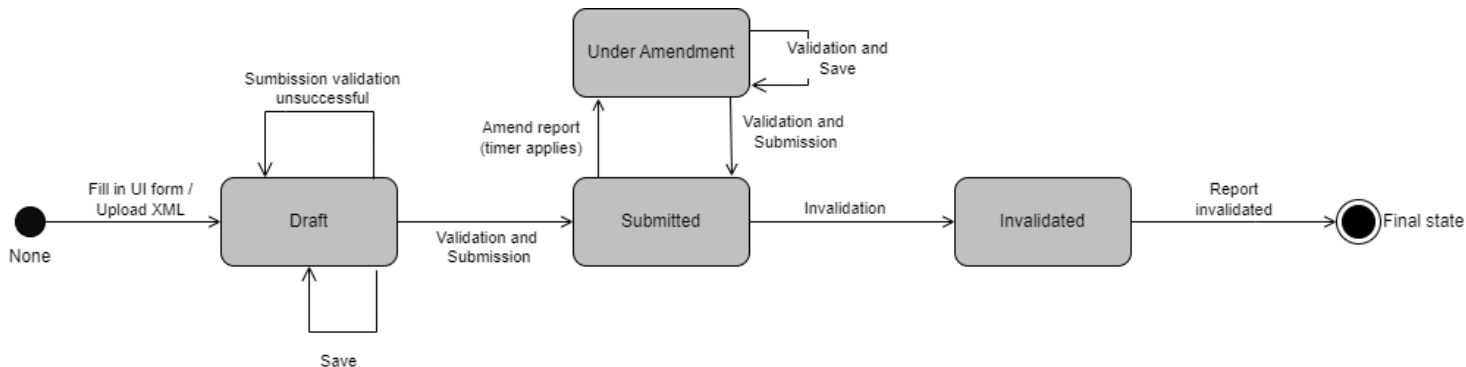 Under Amendment
Validation and
Save
Sumbission validation
unsuccessful
Amend report
(timer applies)
Validation and
Submission
Fill in UI form /
Upload XML
None
Draft
Validation and
Submission
Submitted
Invalidation
Invalidated
Report
invalidated
Final state
Save